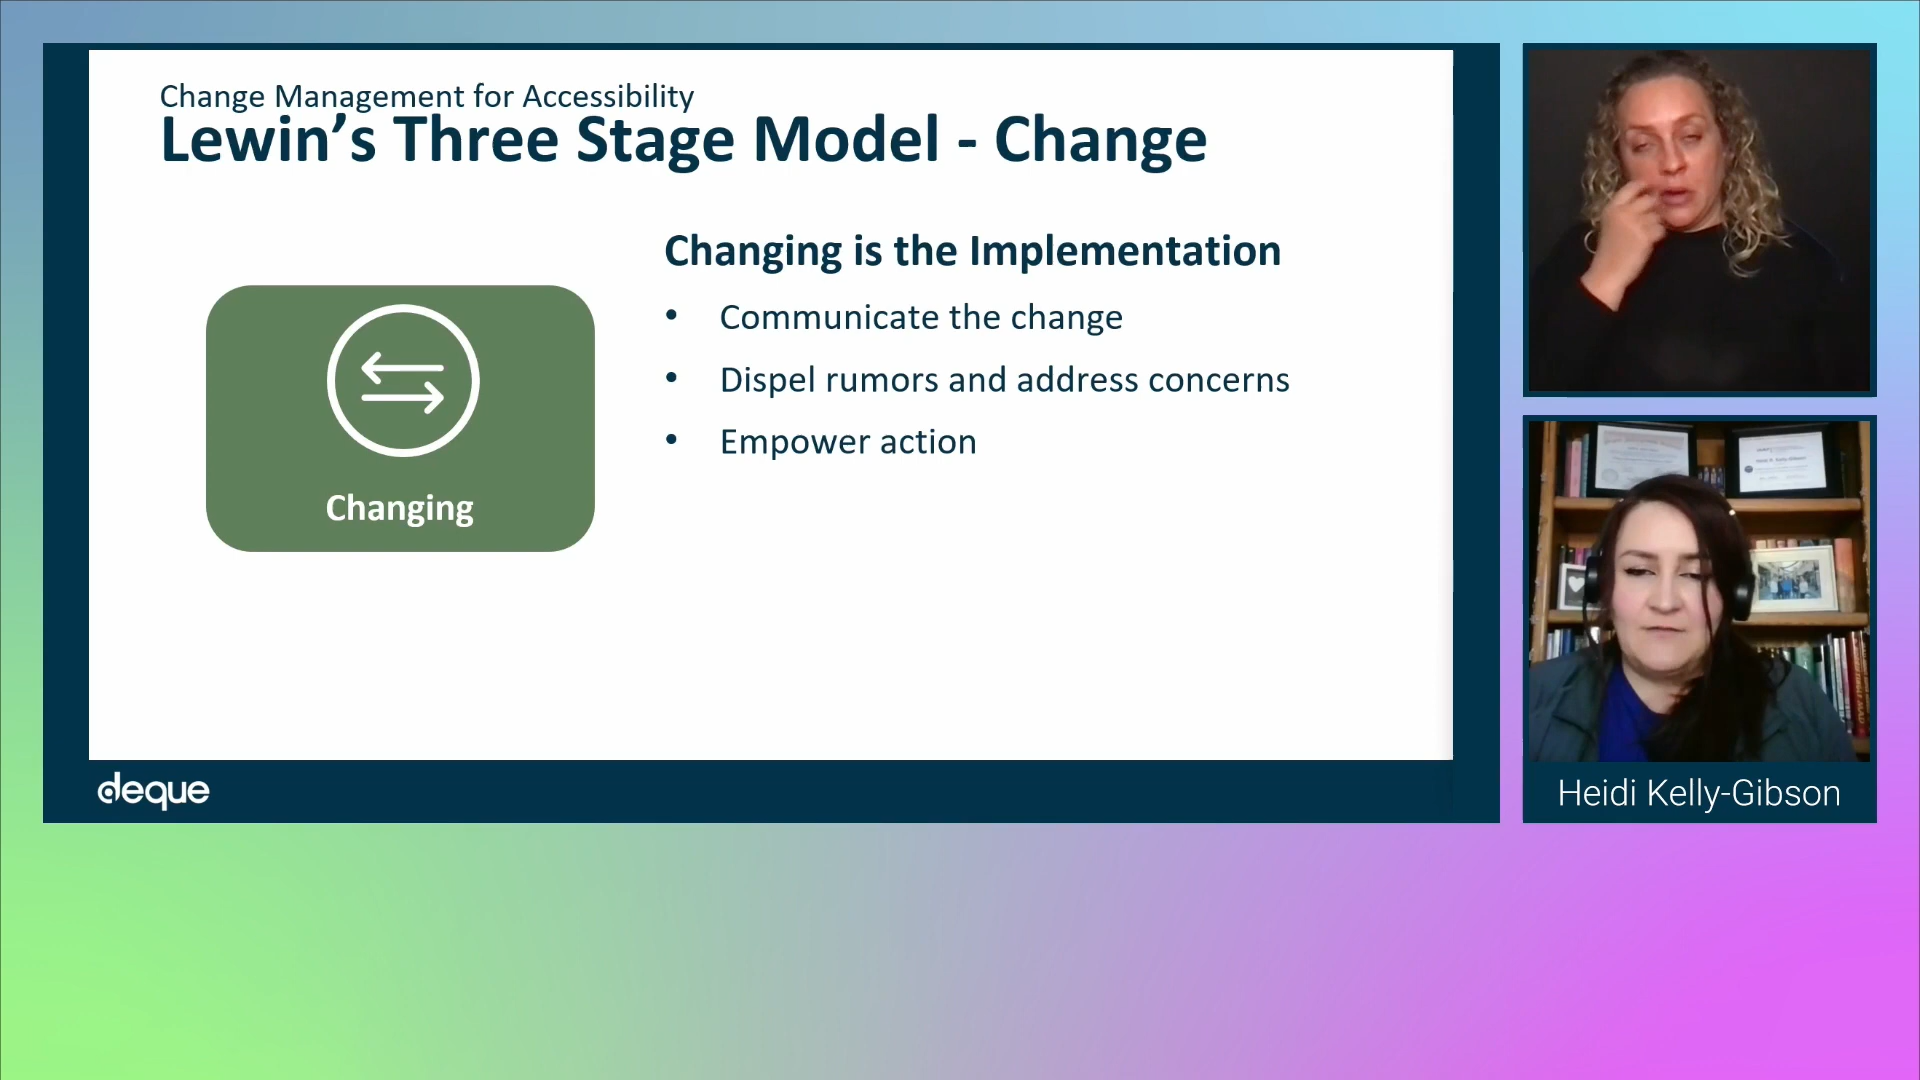 Change Management for Accessibility
Lewin’s Three Stage Model - Change
Changing is the Implementation
• Communicate the change
• Dispel rumors and address concerns
• Empower action
Changing
deque
Heidi Kelly-Gibson